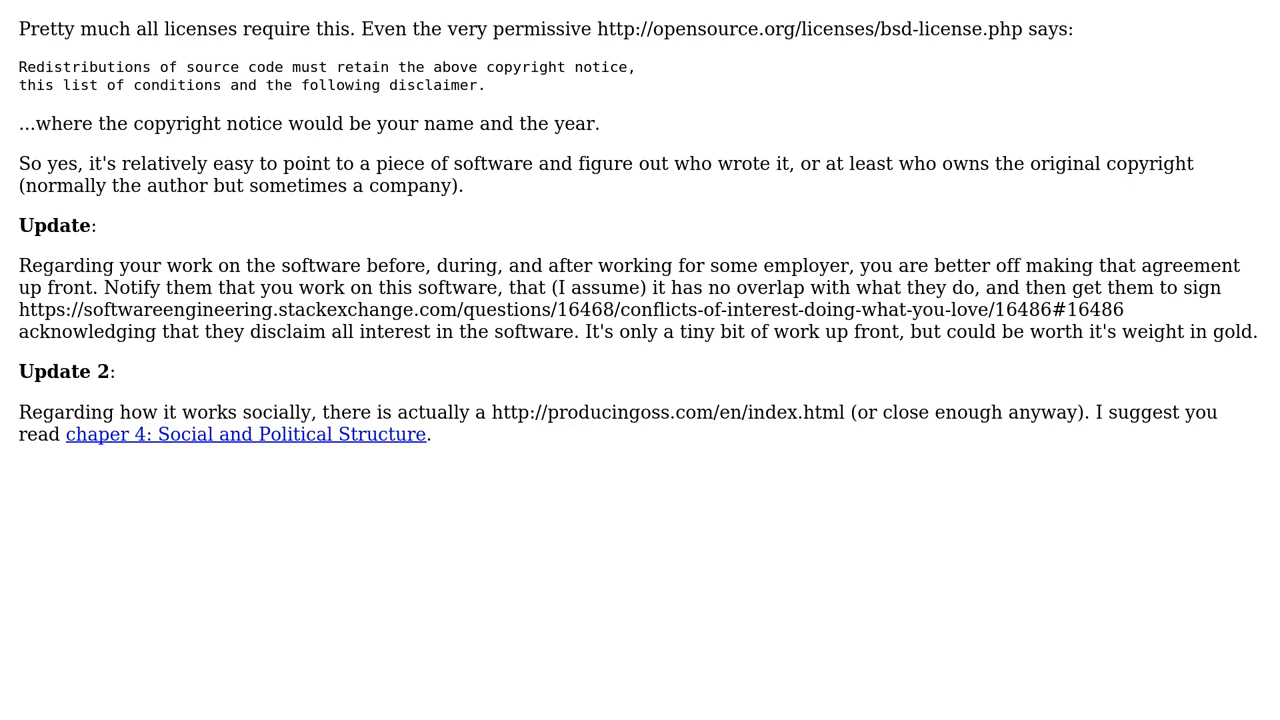 Pretty much all licenses require this. Even the very permissive http://opensource.org/licenses/bsd-license.php says:
Redistributions of source code must retain the above copyright notice,
this list of conditions and the following disclaimer.
...where the copyright notice would be your name and the year.
So yes, it's relatively easy to point to a piece of software and figure out who wrote it, or at least who owns the original copyright
(normally the author but sometimes a company).
Update:
Regarding your work on the software before, during, and after working for some employer, you are better off making that agreement
up front. Notify them that you work on this software, that (I assume) it has no overlap with what they do, and then get them to sign
https://softwareengineering.stackexchange.com/questions/16468/conflicts-of-interest-doing-what-you-love/16486#16486
acknowledging that they disclaim all interest in the software. It's only a tiny bit of work up front, but could be worth it's weight in gold.
Update 2:
Regarding how it works socially, there is actually a http://producingoss.com/en/index.html (or close enough anyway). I suggest you
read chaper 4: Social and Political Structure.